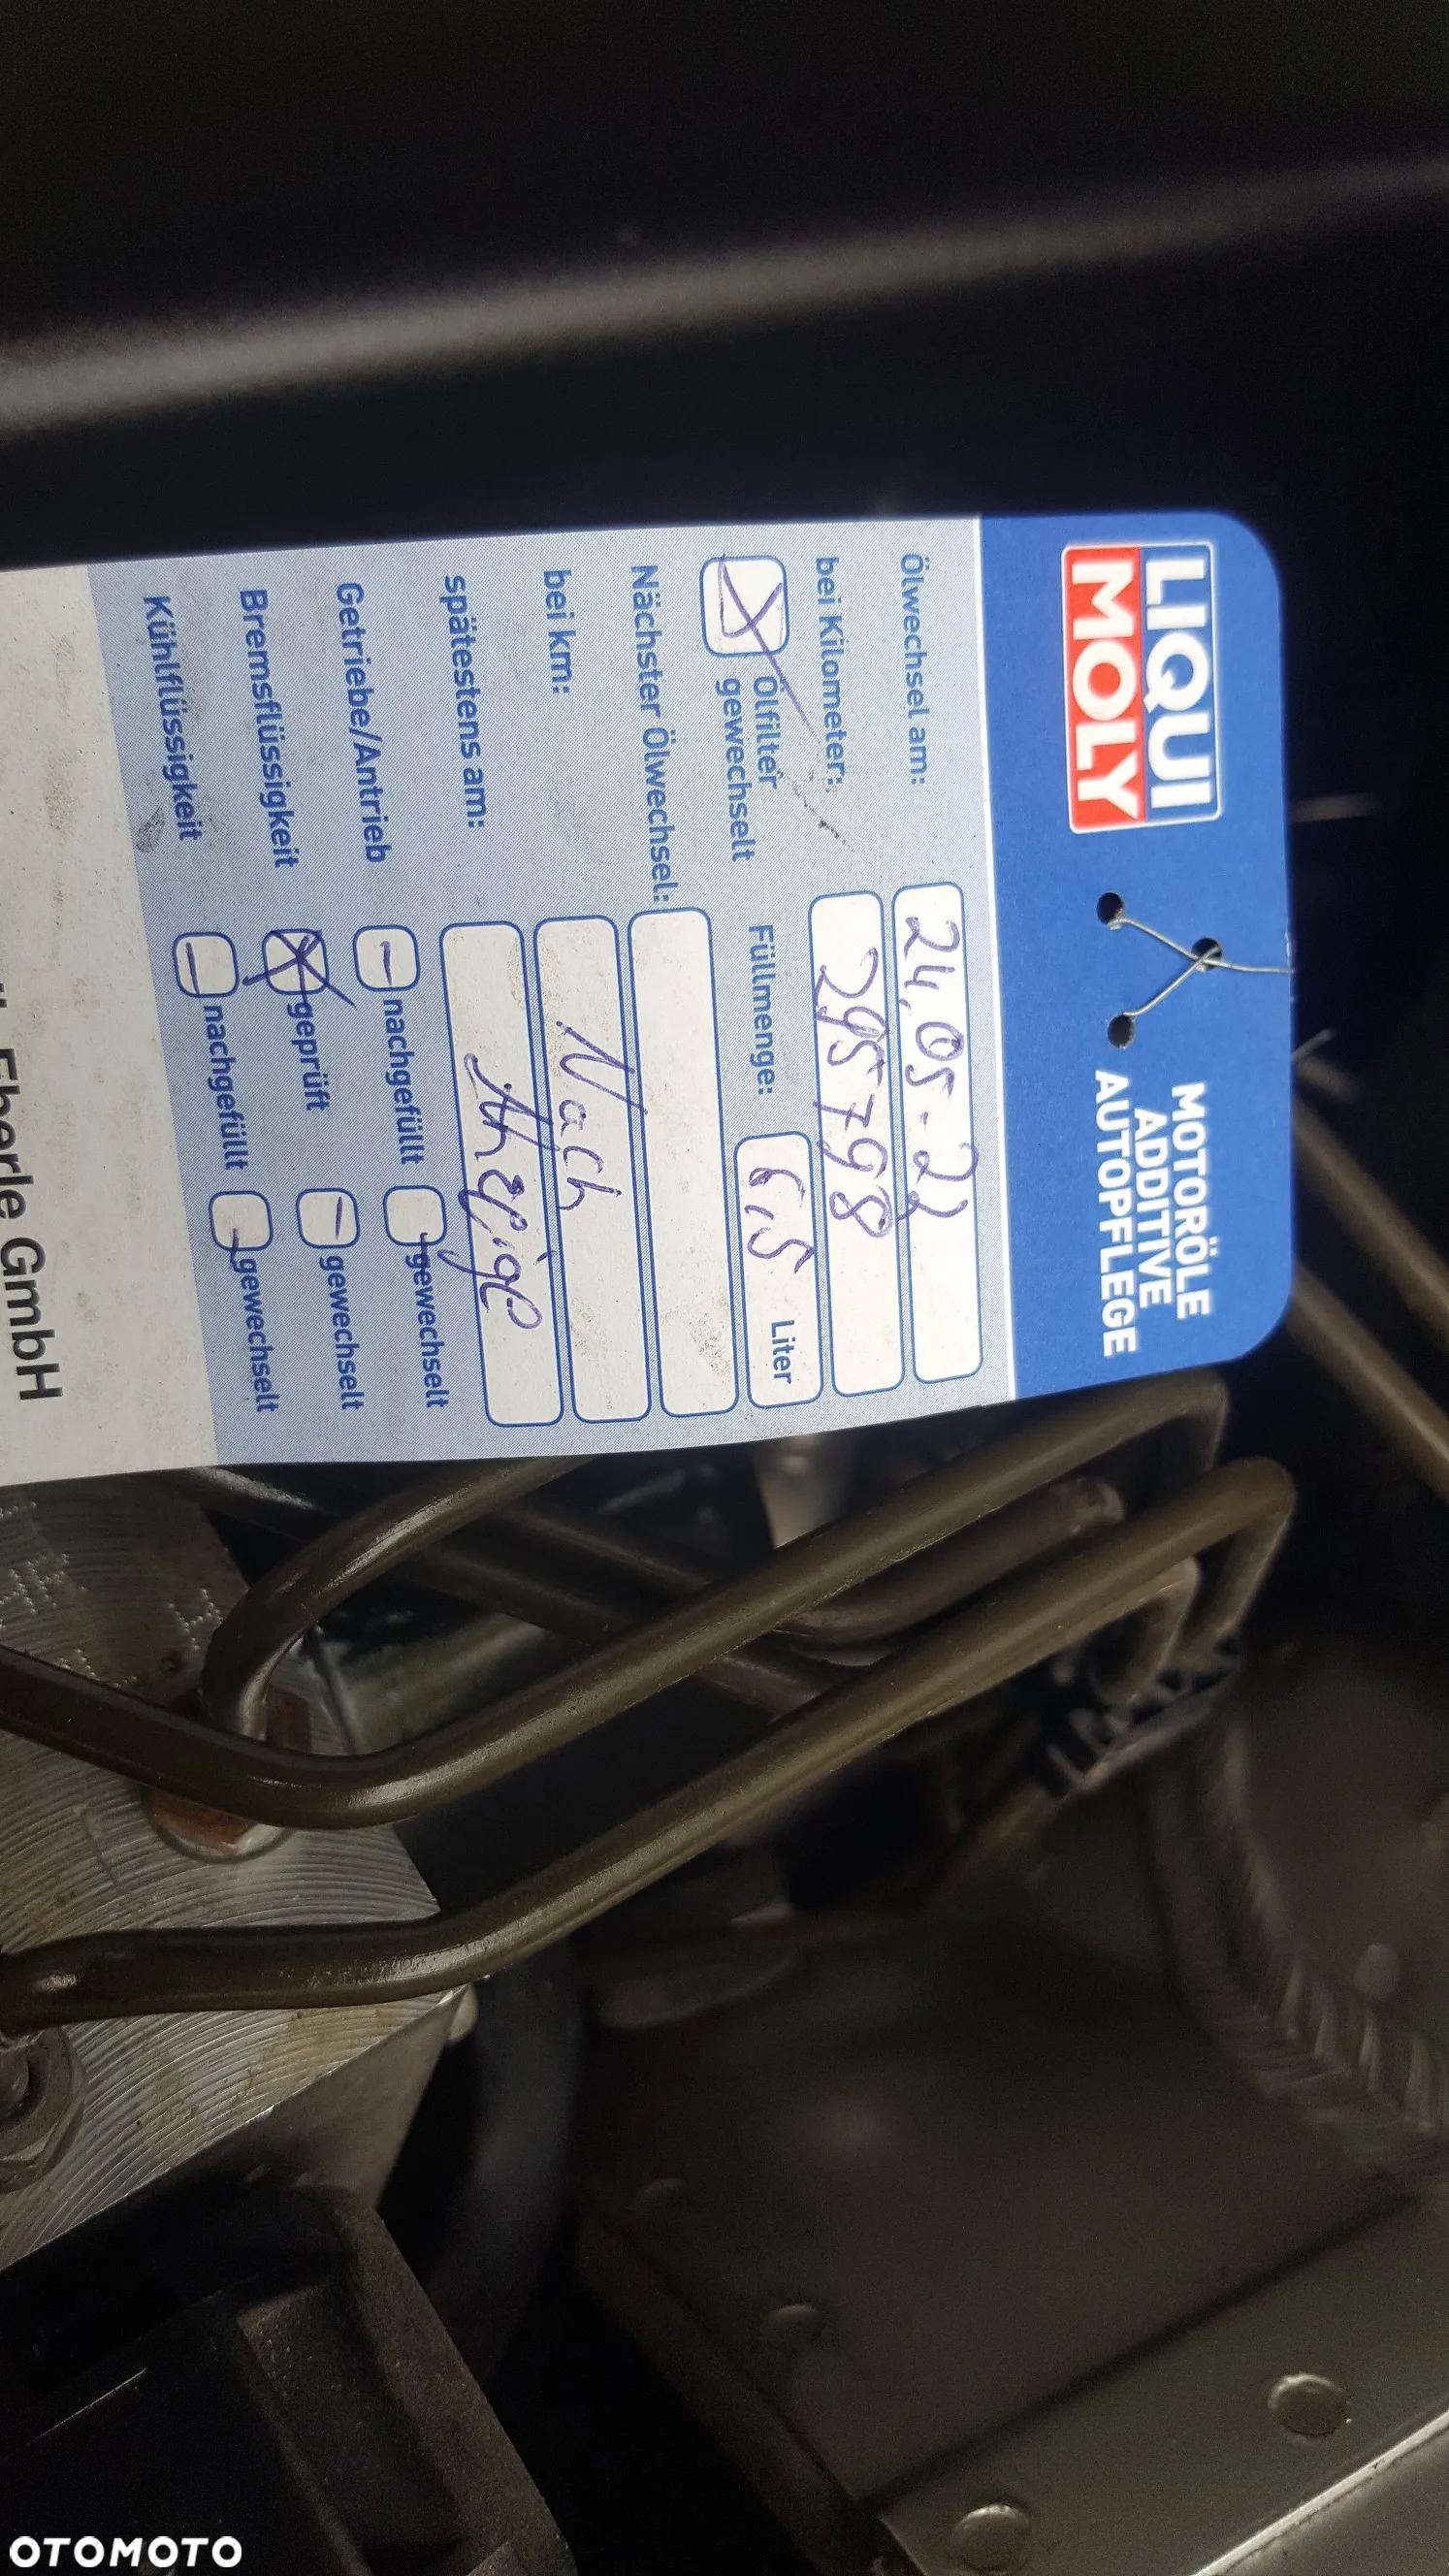 LIQUI
MOLY
MOTORÖLE
ADDITIVE
AUTOPFLEGE
Ölwechsel am: 24.05-22
bei Kilometer: 295798
Ölfilter
gewechselt Füllmenge: 6,5 Liter
Nächster Ölwechsel:
bei km: Nach
spätestens am: Anzeige
Getriebe/Antrieb nachgefüllt gewechselt
Bremsflüssigkeit geprüft gewechselt
Kühlflüssigkeit nachgefüllt gewechselt
Eberle GmbH
OTOMOTO